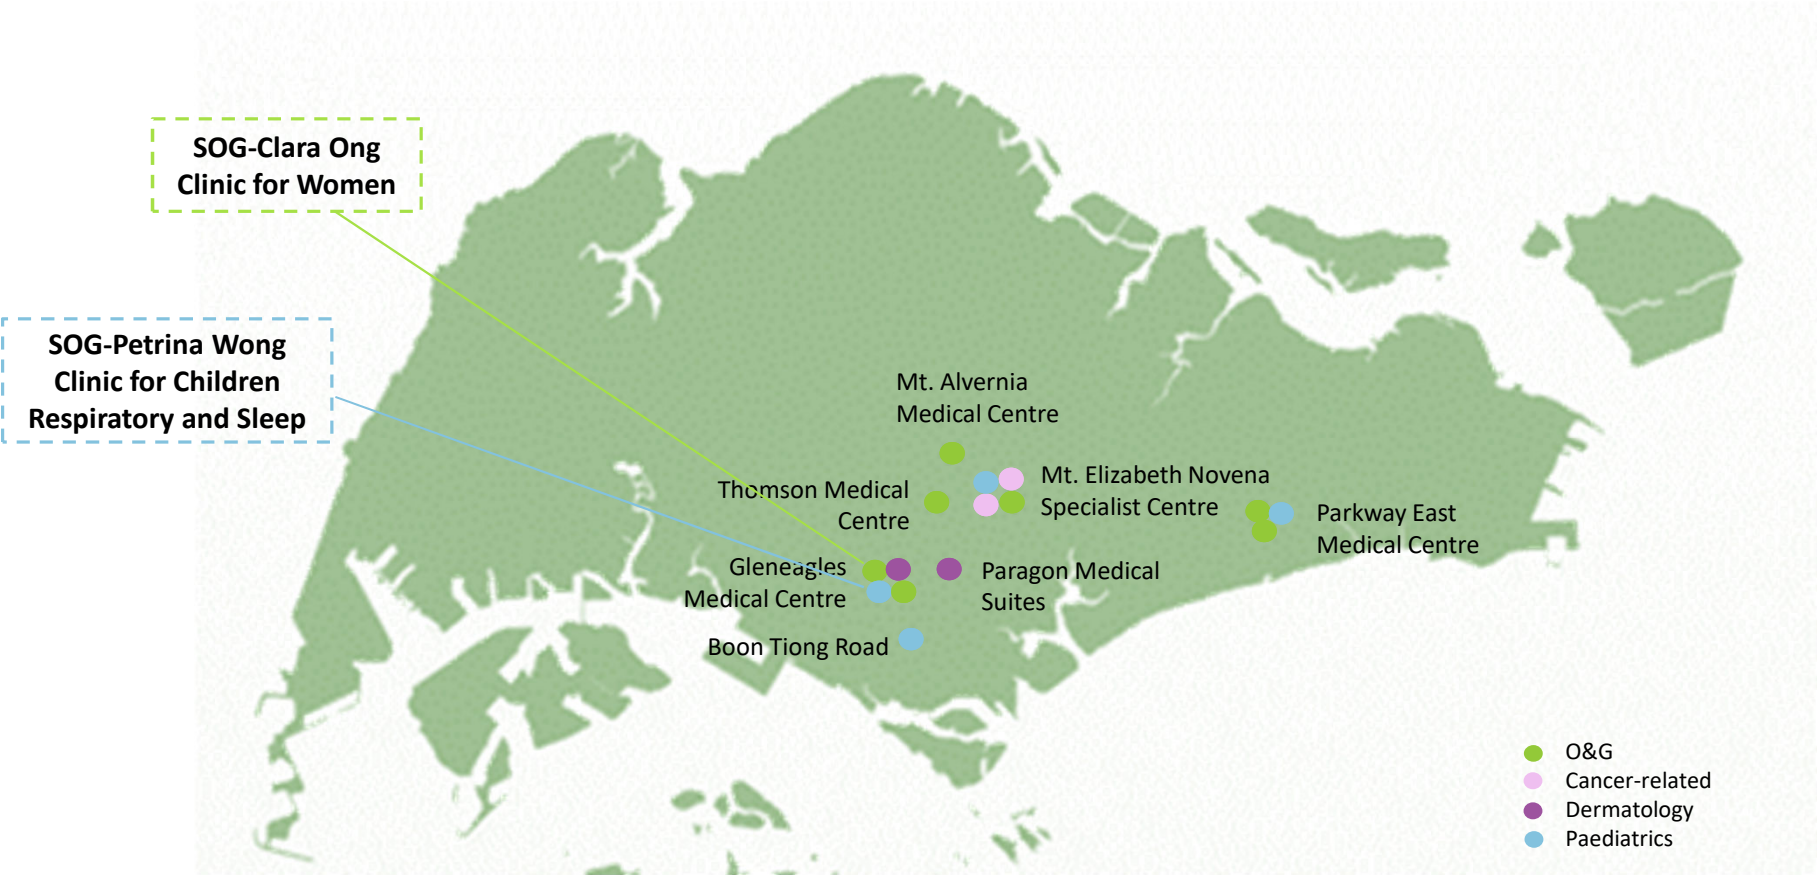 SOG-Clara Ong
Clinic for Women
SOG-Petrina Wong
Clinic for Children
Respiratory and Sleep
Mt. Alvernia
Medical Centre
Thomson Medical
Centre
Mt. Elizabeth Novena
Specialist Centre
Parkway East
Medical Centre
Gleneagles
Medical Centre
Paragon Medical
Suites
Boon Tiong Road
O&G
Cancer-related
Dermatology
Paediatrics